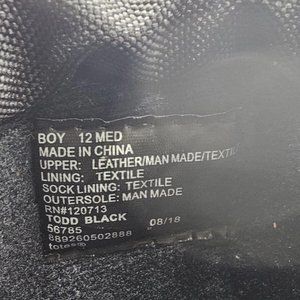 BOY 12 MED
MADE IN CHINA
UPPER: LEATHER/MAN MADE/TEXTIL
LINING: TEXTILE
SOCK LINING: TEXTILE
OUTERSOLE: MAN MADE
RN#120713
TODD BLACK 08/18
56785
889260502888
totes®